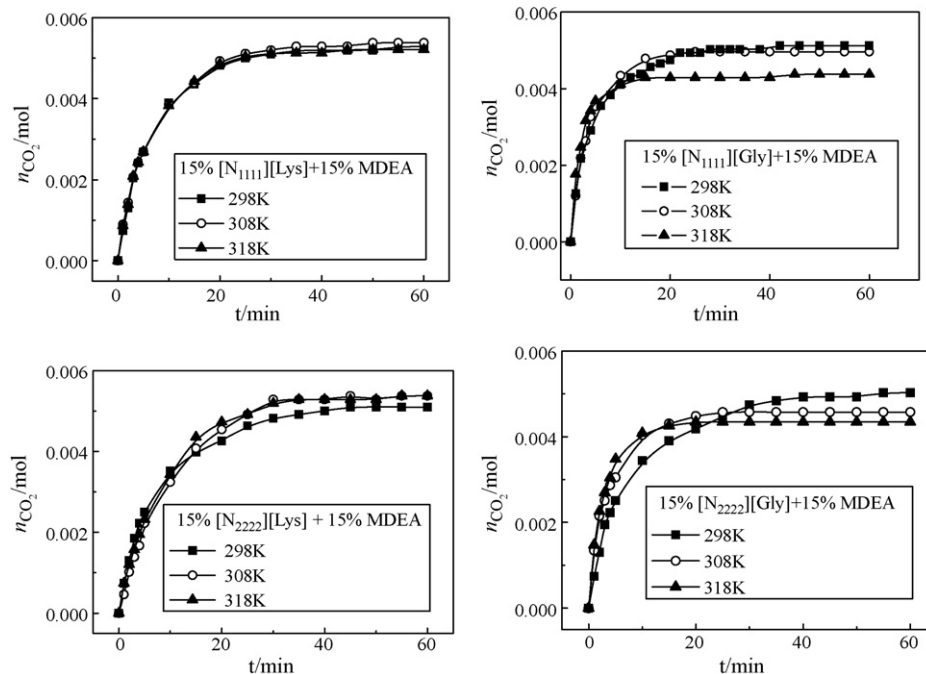 0.006
0.004
0.002
0.000
nCO2/mol
15% [N1111][Lys]+15% MDEA
298K
308K
318K
0 20 40 60
t/min
0.006
0.004
0.002
0.000
nCO2/mol
15% [N1111][Gly]+15% MDEA
298K
308K
318K
0 20 40 60
t/min
0.006
0.004
0.002
0.000
nCO2/mol
15% [N2222][Lys] + 15% MDEA
298K
308K
318K
0 20 40 60
t/min
0.006
0.004
0.002
0.000
nCO2/mol
15% [N2222][Gly]+15% MDEA
298K
308K
318K
0 20 40 60
t/min